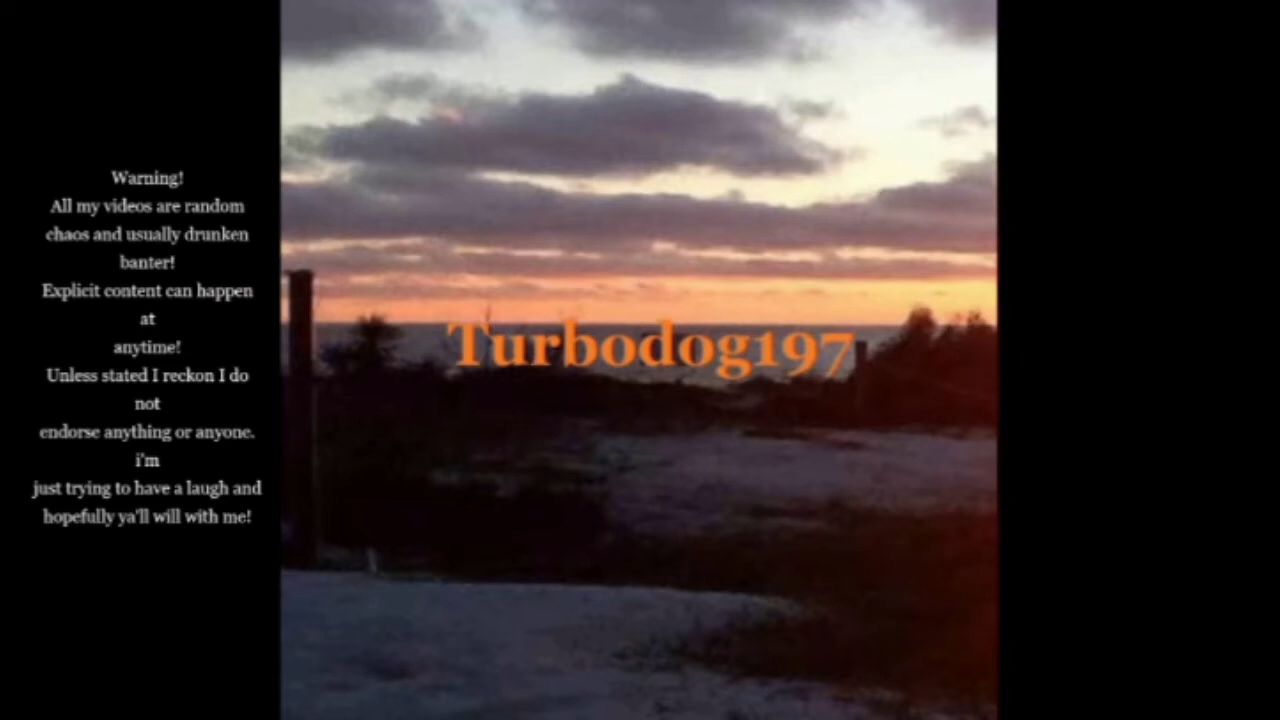 Warning!
All my videos are random
chaos and usually drunken
banter!
Explicit content can happen
at
anytime!
Unless stated I reckon I do
not
endorse anything or anyone.
i'm
just trying to have a laugh and
hopefully ya'll will with me!
Turbodog197